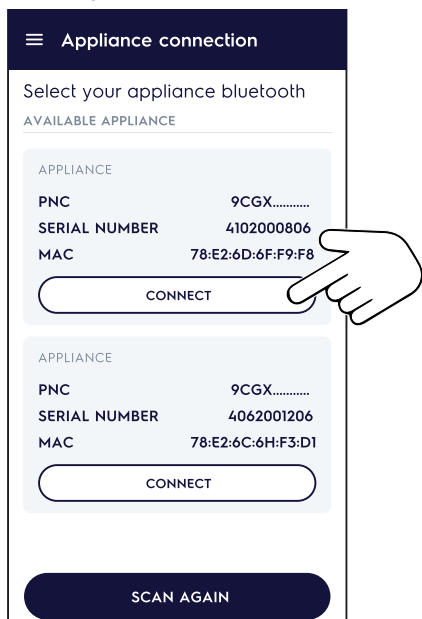 Appliance connection
Select your appliance bluetooth
AVAILABLE APPLIANCE
APPLIANCE
PNC 9CGX...........
SERIAL NUMBER 4102000806
MAC 78:E2:6D:6F:F9:F8
CONNECT
APPLIANCE
PNC 9CGX...........
SERIAL NUMBER 4062001206
MAC 78:E2:6C:6H:F3:D1
CONNECT
SCAN AGAIN